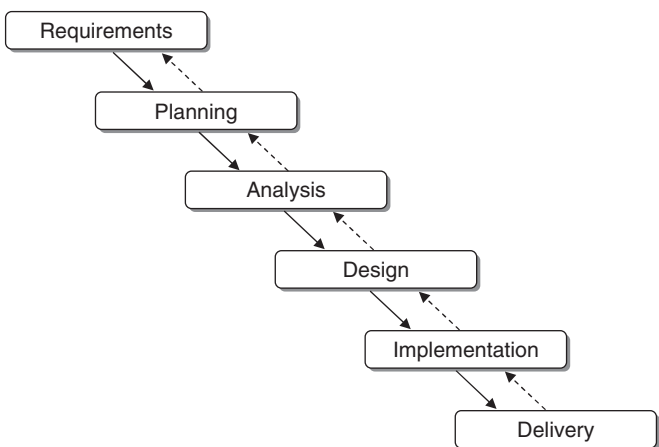 Requirements
Planning
Analysis
Design
Implementation
Delivery